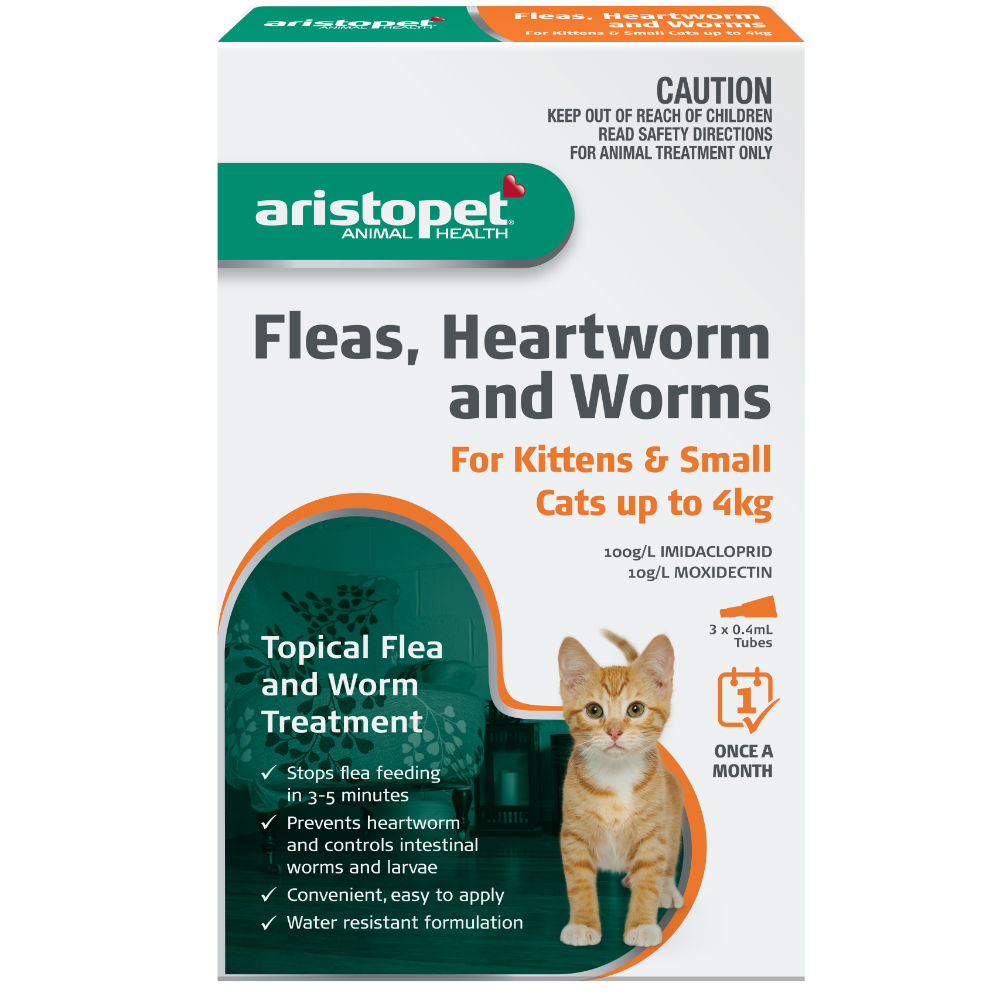 aristopet
ANIMAL HEALTH
Fleas, Heartworm
and Worms
For Kittens & Small Cats up to 4kg
CAUTION
KEEP OUT OF REACH OF CHILDREN
READ SAFETY DIRECTIONS
FOR ANIMAL TREATMENT ONLY
aristopet®
ANIMAL HEALTH
Fleas, Heartworm
and Worms
For Kittens & Small
Cats up to 4kg
100g/L IMIDACLOPRID
10g/L MOXIDECTIN
3 x 0.4mL
Tubes
1
ONCE A
MONTH
Topical Flea
and Worm
Treatment
✓ Stops flea feeding
in 3-5 minutes
✓ Prevents heartworm
and controls intestinal
worms and larvae
✓ Convenient, easy to apply
✓ Water resistant formulation